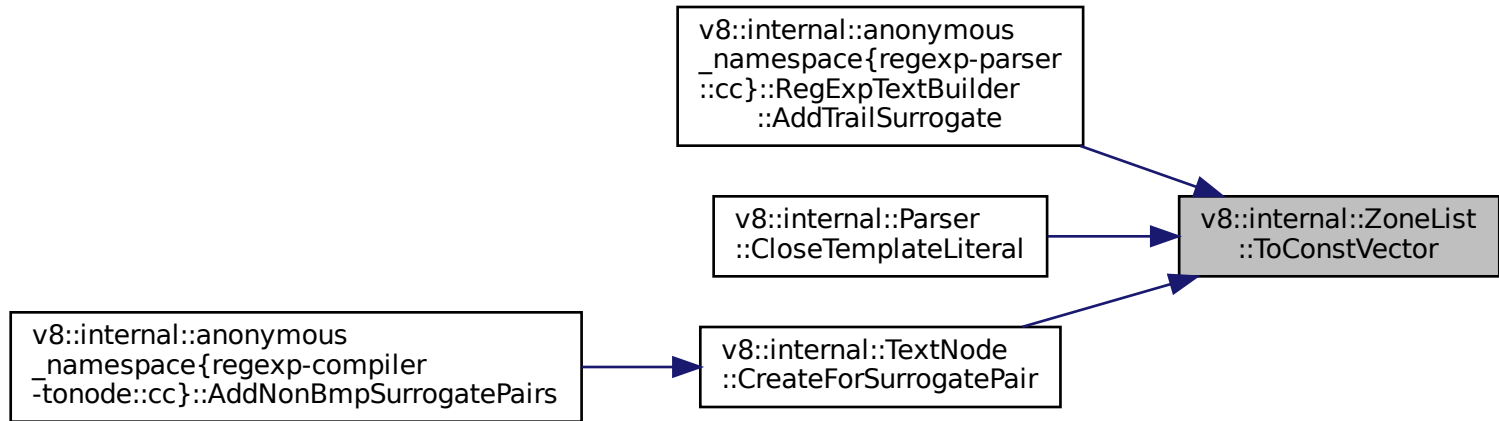 v8::internal::anonymous
_namespace{regexp-parser
::cc}::RegExpTextBuilder
::AddTrailSurrogate
v8::internal::Parser
::CloseTemplateLiteral
v8::internal::ZoneList
::ToConstVector
v8::internal::anonymous
_namespace{regexp-compiler
-tonode::cc}::AddNonBmpSurrogatePairs
v8::internal::TextNode
::CreateForSurrogatePair